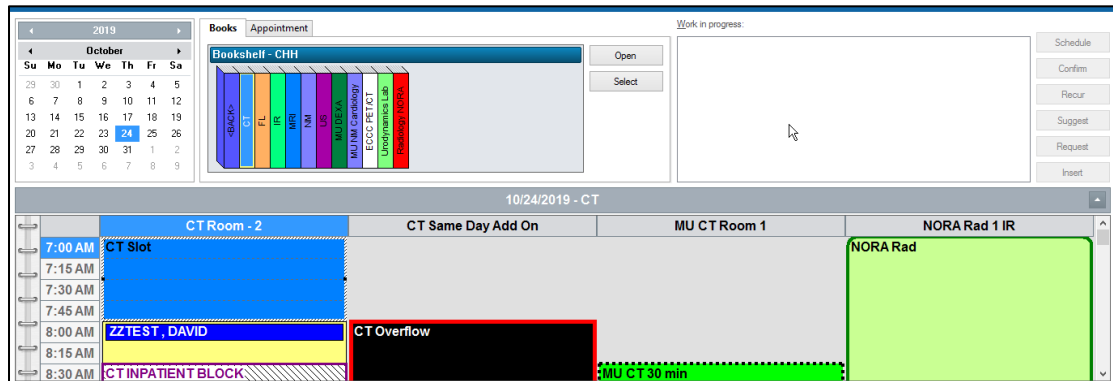 2019
October
Su Mo Tu We Th Fr Sa
29 30 1 2 3 4 5
6 7 8 9 10 11 12
13 14 15 16 17 18 19
20 21 22 23 24 25 26
27 28 29 30 31 1 2
3 4 5 6 7 8 9
Books Appointment
Bookshelf - CHH
<BACK>
CT
FL
IR
MRI
NM
US
MU DEXA
MU NM Cardiology
ECCC PET/CT
Urodynamics Lab
Radiology NORA
Open
Select
Work in progress:
Schedule
Confirm
Recur
Suggest
Request
Insert
10/24/2019 - CT
CT Room - 2 CT Same Day Add On MU CT Room 1 NORA Rad 1 IR
7:00 AM CT Slot NORA Rad
7:15 AM
7:30 AM
7:45 AM
8:00 AM ZZTEST , DAVID CT Overflow
8:15 AM
8:30 AM CT INPATIENT BLOCK MU CT 30 min